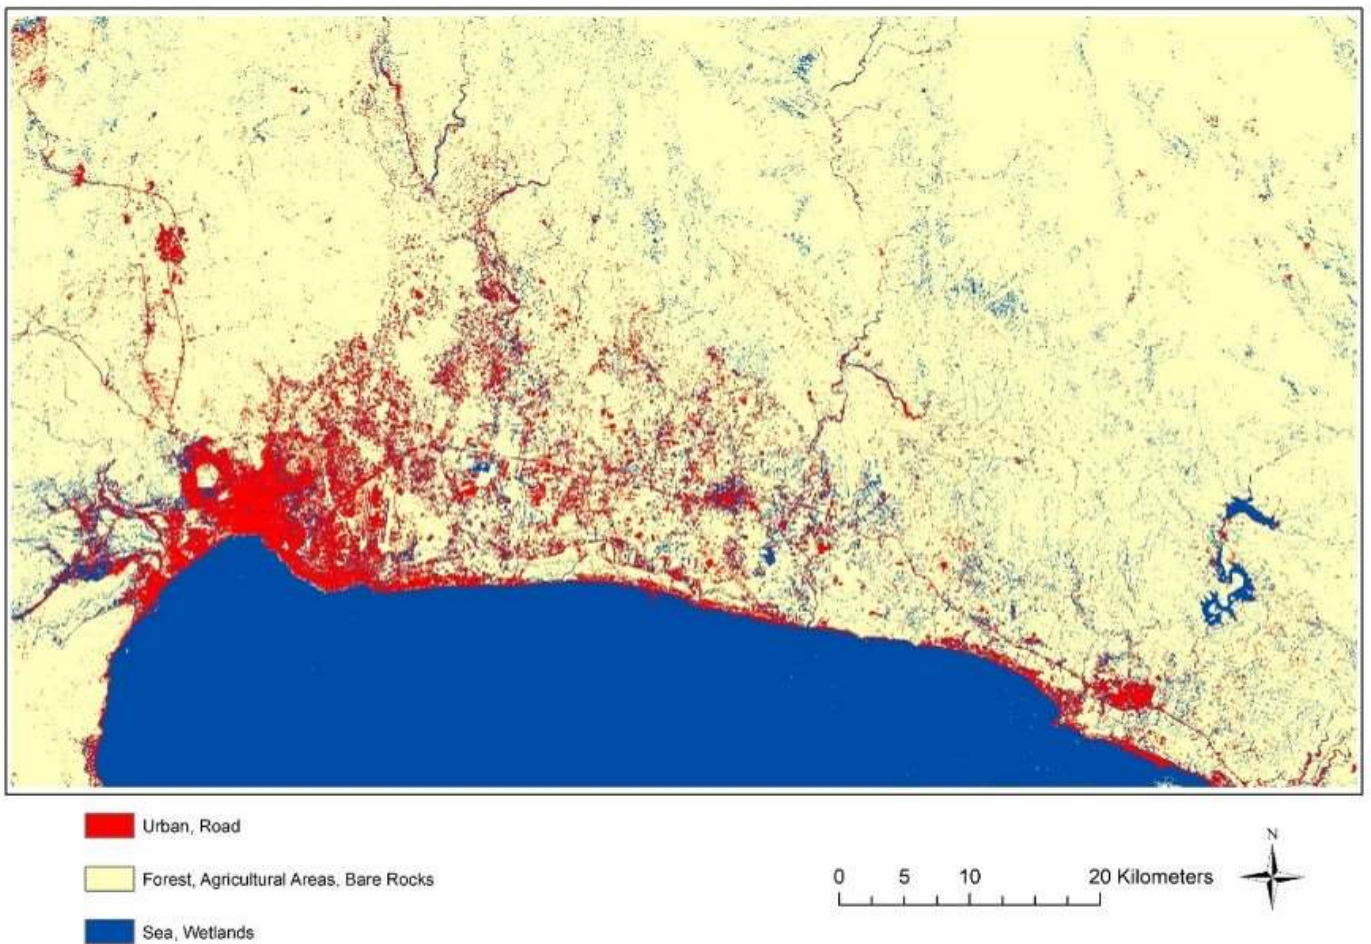 Urban, Road
Forest, Agricultural Areas, Bare Rocks
Sea, Wetlands
0 5 10 20 Kilometers
N